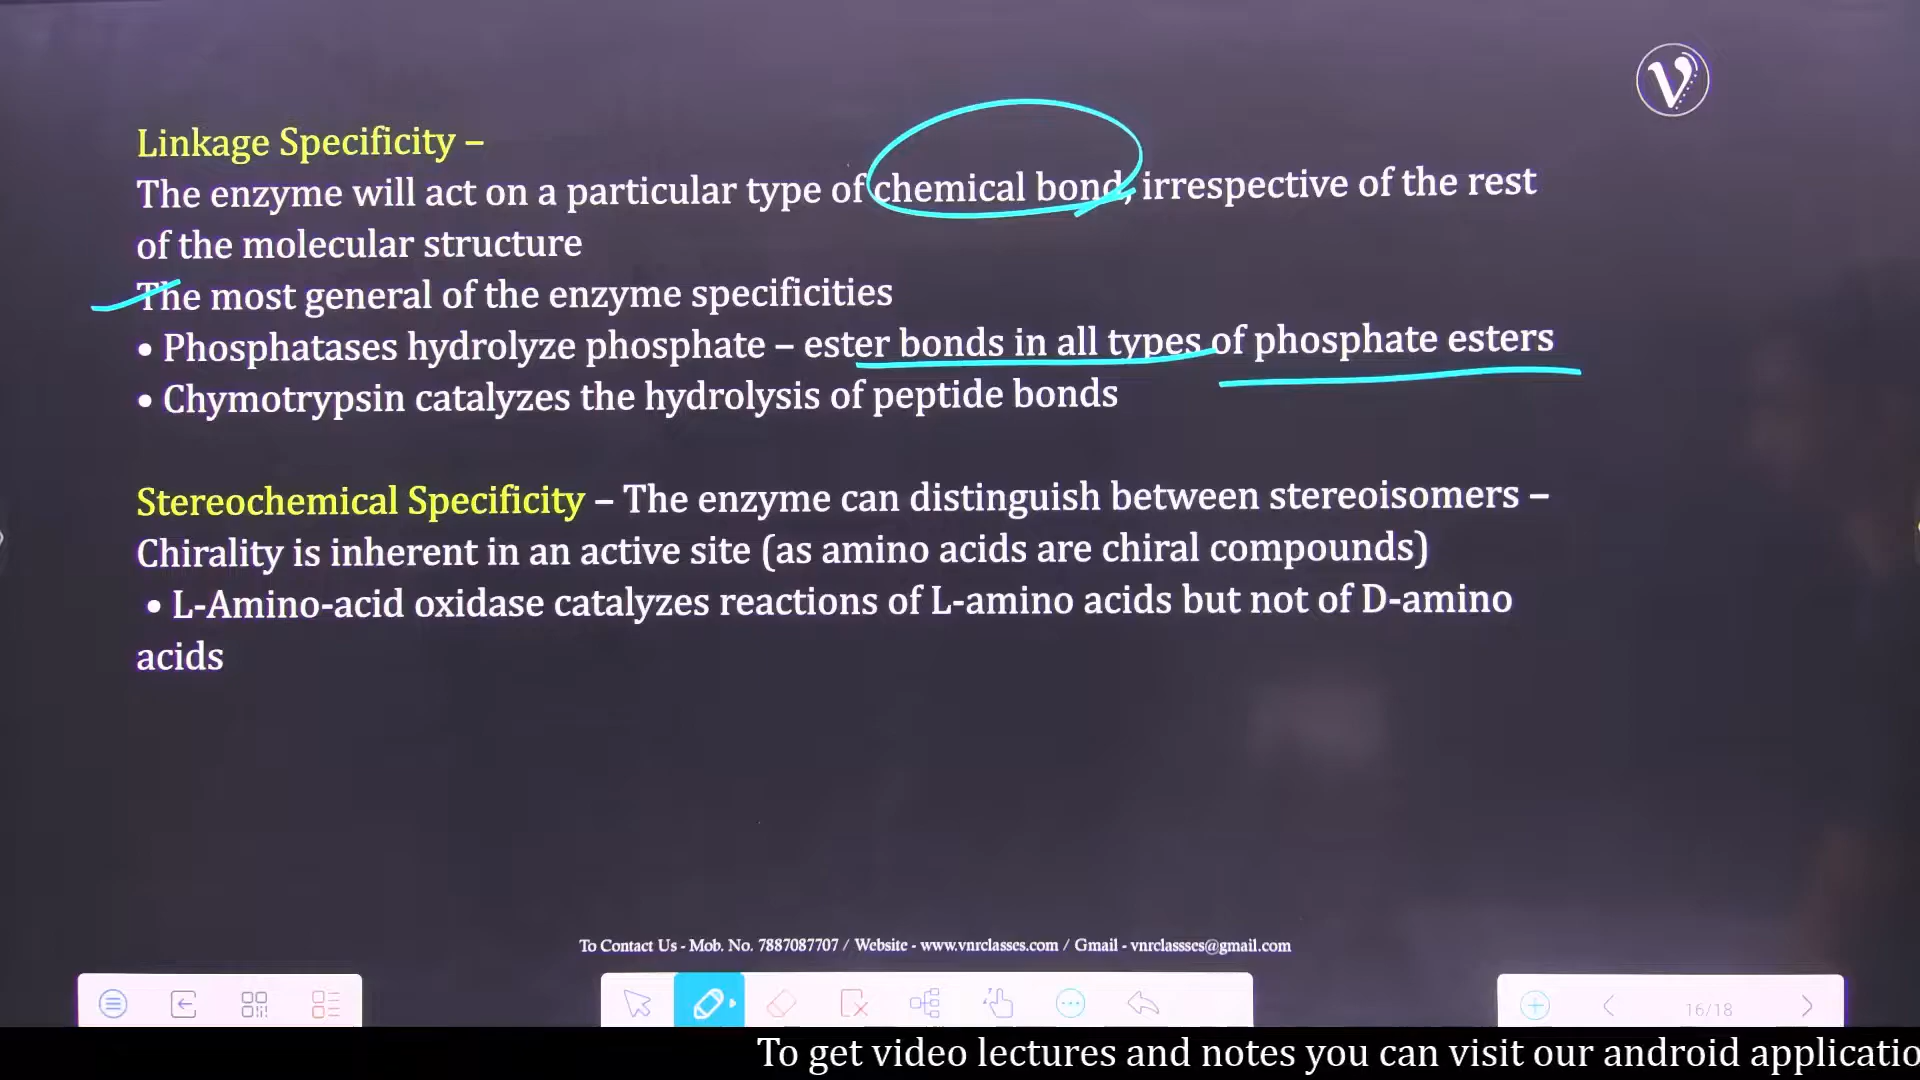 Linkage Specificity –
The enzyme will act on a particular type of chemical bond, irrespective of the rest
of the molecular structure
The most general of the enzyme specificities
• Phosphatases hydrolyze phosphate – ester bonds in all types of phosphate esters
• Chymotrypsin catalyzes the hydrolysis of peptide bonds
Stereochemical Specificity – The enzyme can distinguish between stereoisomers –
Chirality is inherent in an active site (as amino acids are chiral compounds)
• L-Amino-acid oxidase catalyzes reactions of L-amino acids but not of D-amino
acids
To Contact Us - Mob. No. 7887087707 / Website - www.vnrclasses.com / Gmail - vnrclassses@gmail.com
16/18
To get video lectures and notes you can visit our android applicatio